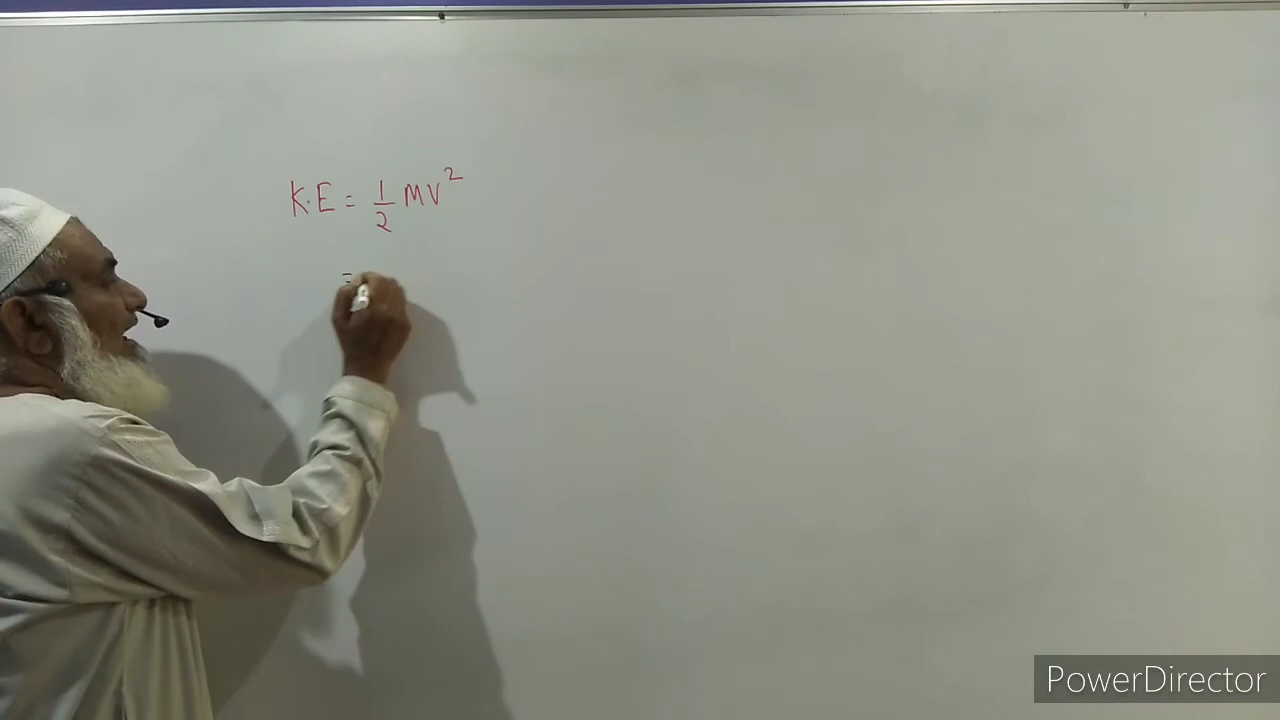 K.E = 1/2 MV²
=
PowerDirector